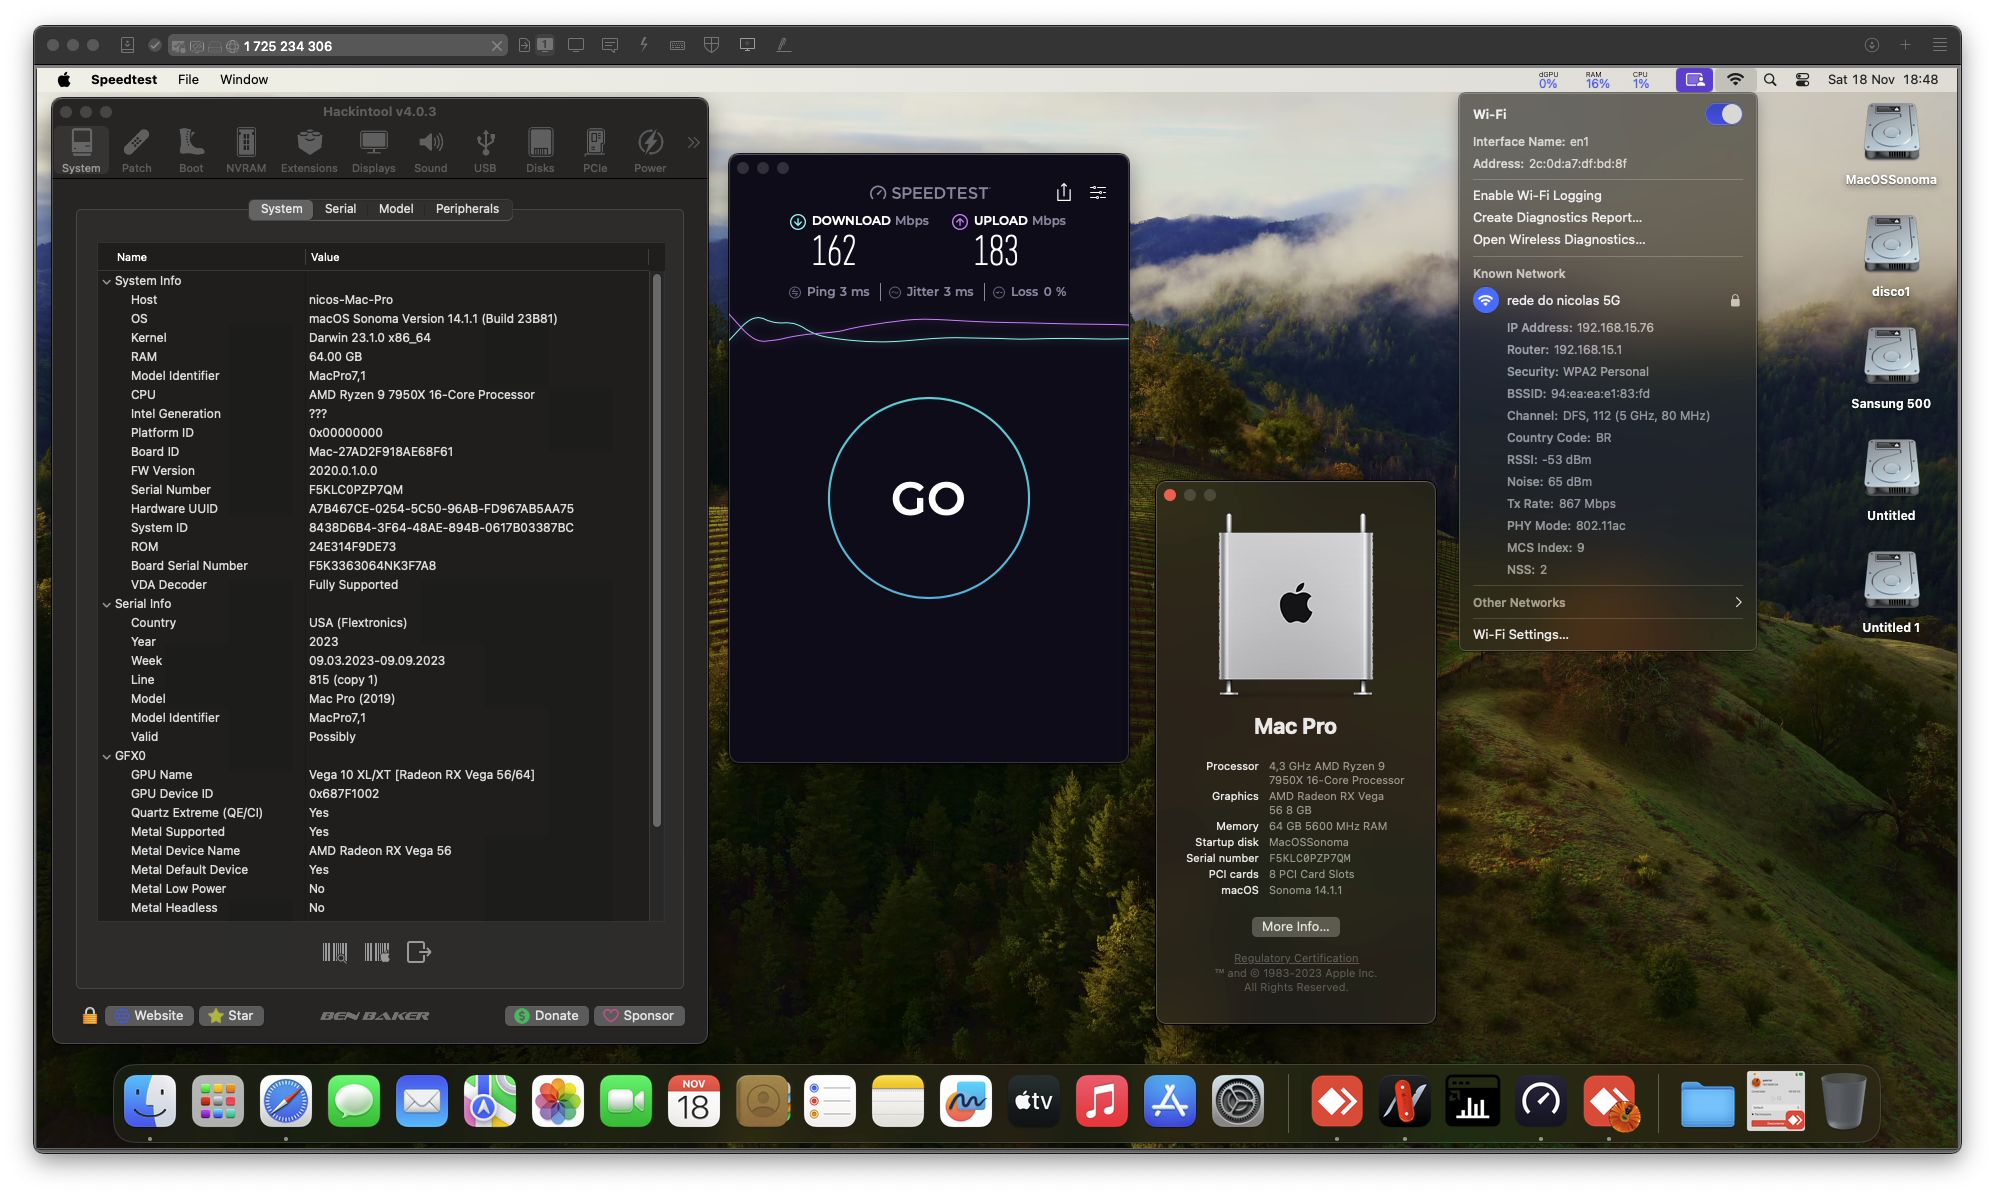 1 725 234 306
1
Speedtest File Window
dGPU 0% RAM 16% CPU 1%
Sat 18 Nov 18:48
Hackintool v4.0.3
System Patch Boot NVRAM Extensions Displays Sound USB Disks PCIe Power
System Serial Model Peripherals
Name Value
System Info
Host nicos-Mac-Pro
OS macOS Sonoma Version 14.1.1 (Build 23B81)
Kernel Darwin 23.1.0 x86_64
RAM 64.00 GB
Model Identifier MacPro7,1
CPU AMD Ryzen 9 7950X 16-Core Processor
Intel Generation ???
Platform ID 0x00000000
Board ID Mac-27AD2F918AE68F61
FW Version 2020.0.1.0.0
Serial Number F5KLC0PZP7QM
Hardware UUID A7B467CE-0254-5C50-96AB-FD967AB5AA75
System ID 8438D6B4-3F64-48AE-894B-0617B03387BC
ROM 24E314F9DE73
Board Serial Number F5K3363064NK3F7A8
VDA Decoder Fully Supported
Serial Info
Country USA (Flextronics)
Year 2023
Week 09.03.2023-09.09.2023
Line 815 (copy 1)
Model Mac Pro (2019)
Model Identifier MacPro7,1
Valid Possibly
GFX0
GPU Name Vega 10 XL/XT [Radeon RX Vega 56/64]
GPU Device ID 0x687F1002
Quartz Extreme (QE/CI) Yes
Metal Supported Yes
Metal Device Name AMD Radeon RX Vega 56
Metal Default Device Yes
Metal Low Power No
Metal Headless No
Website Star BEN BAKER Donate Sponsor
SPEEDTEST
DOWNLOAD Mbps UPLOAD Mbps
162 183
Ping 3 ms Jitter 3 ms Loss 0 %
GO
Mac Pro
Processor 4,3 GHz AMD Ryzen 9
7950X 16-Core Processor
Graphics AMD Radeon RX Vega
56 8 GB
Memory 64 GB 5600 MHz RAM
Startup disk MacOSSonoma
Serial number F5KLC0PZP7QM
PCI cards 8 PCI Card Slots
macOS Sonoma 14.1.1
More Info...
Regulatory Certification
™ and © 1983-2023 Apple Inc.
All Rights Reserved.
Wi-Fi
Interface Name: en1
Address: 2c:0d:a7:df:bd:8f
Enable Wi-Fi Logging
Create Diagnostics Report...
Open Wireless Diagnostics...
Known Network
rede do nicolas 5G
IP Address: 192.168.15.76
Router: 192.168.15.1
Security: WPA2 Personal
BSSID: 94:ea:ea:e1:83:fd
Channel: DFS, 112 (5 GHz, 80 MHz)
Country Code: BR
RSSI: -53 dBm
Noise: 65 dBm
Tx Rate: 867 Mbps
PHY Mode: 802.11ac
MCS Index: 9
NSS: 2
Other Networks
Wi-Fi Settings...
MacOSSonoma
disco1
Sansung 500
Untitled
Untitled 1
NOV
18
tv